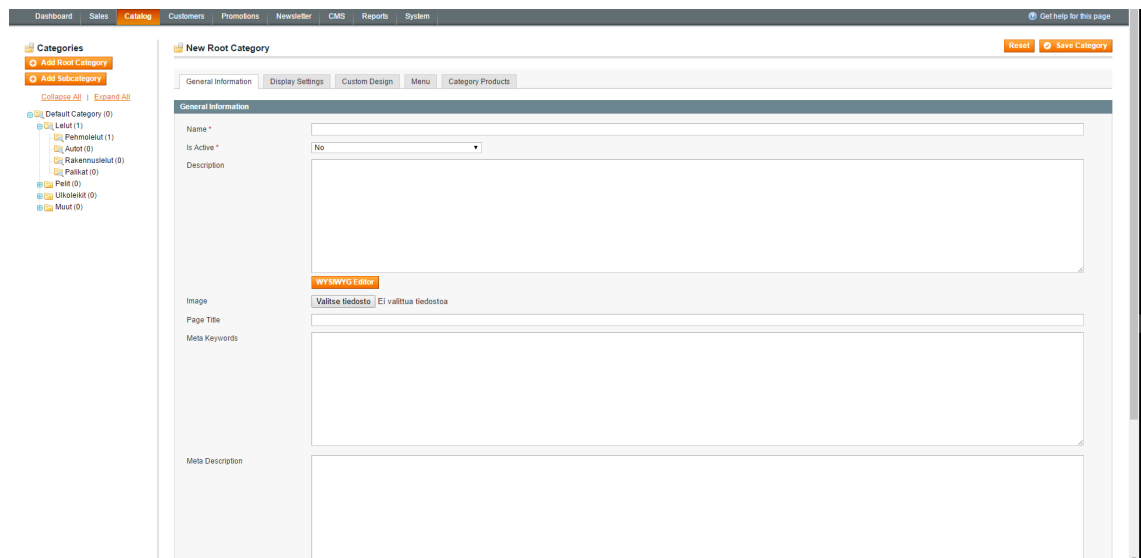 Dashboard Sales Catalog Customers Promotions Newsletter CMS Reports System Get help for this page
Categories
Add Root Category
Add Subcategory
Collapse All | Expand All
Default Category (0)
Lelut (1)
Pehmolelut (1)
Autot (0)
Rakennuslelut (0)
Palikat (0)
Pelit (0)
Ulkoleikit (0)
Muut (0)
New Root Category
Reset Save Category
General Information Display Settings Custom Design Menu Category Products
General Information
Name *
Is Active * No
Description
WYSIWYG Editor
Image Valitse tiedosto Ei valittua tiedostoa
Page Title
Meta Keywords
Meta Description